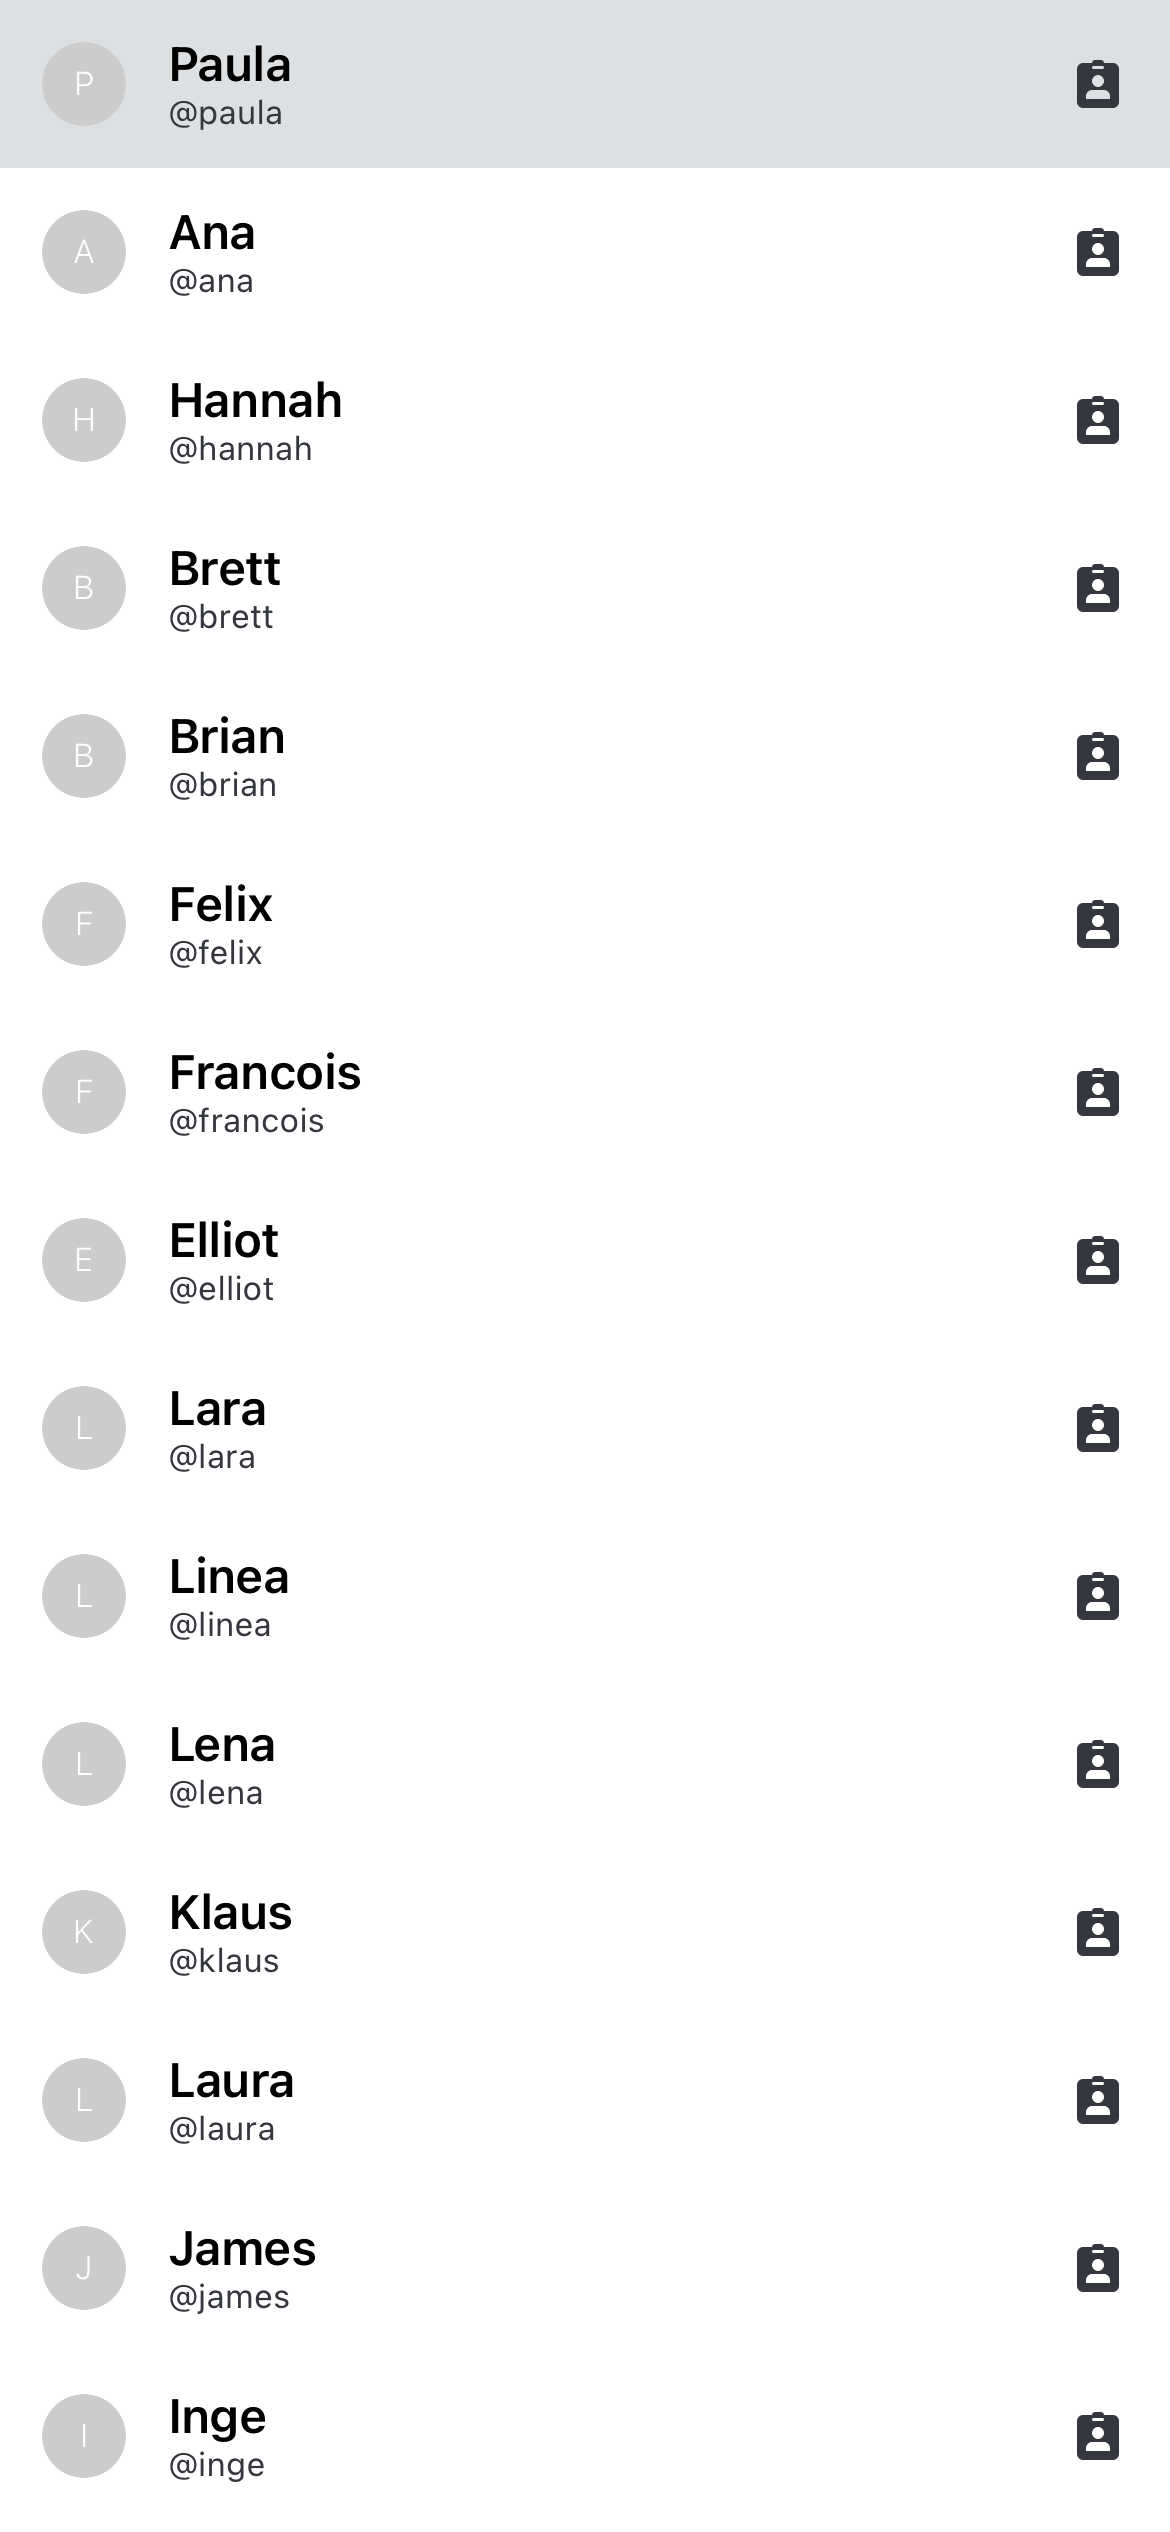 P
Paula
@paula
A
Ana
@ana
H
Hannah
@hannah
B
Brett
@brett
B
Brian
@brian
F
Felix
@felix
F
Francois
@francois
E
Elliot
@elliot
L
Lara
@lara
L
Linea
@linea
L
Lena
@lena
K
Klaus
@klaus
L
Laura
@laura
J
James
@james
I
Inge
@inge